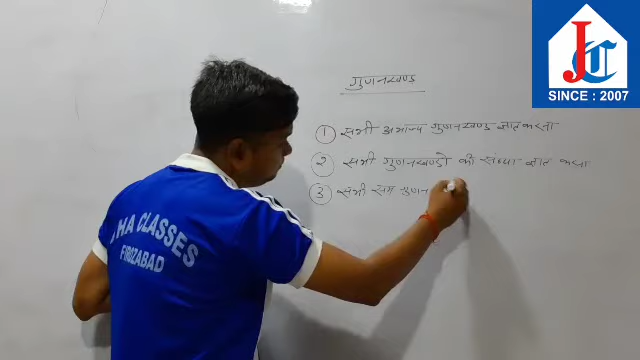 JC
SINCE : 2007
गुणनखण्ड
① सभी अभाज्य गुणनखण्ड ज्ञात करना
② सभी गुणनखण्डो की संख्या ज्ञात करना
③ सभी सम गुणन
HA CLASSES
FIROZABAD